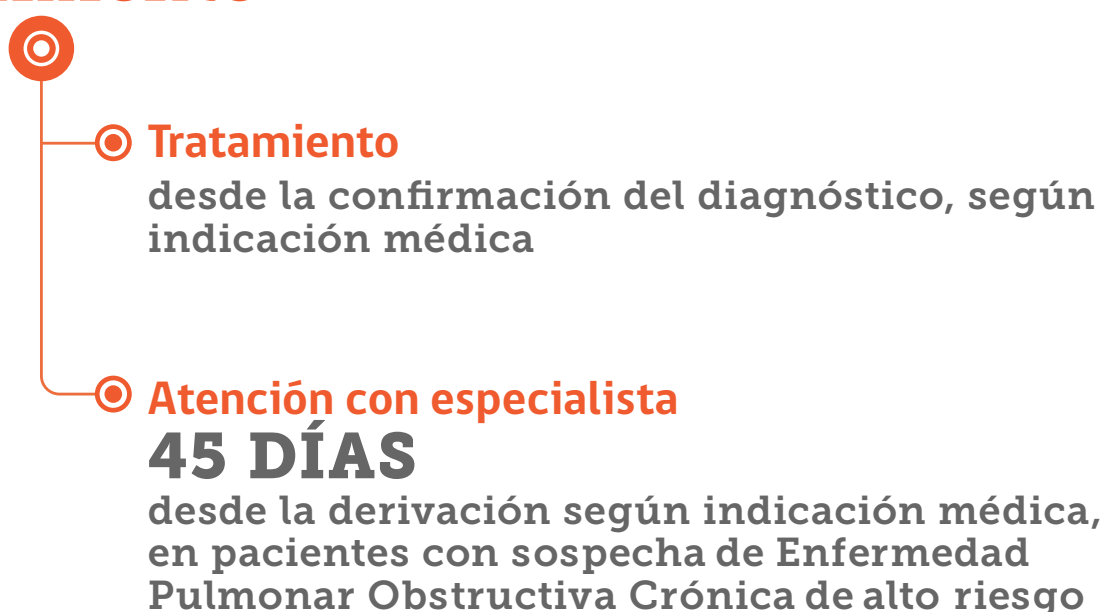 Tratamiento
desde la confirmación del diagnóstico, según
indicación médica
Atención con especialista
45 DÍAS
desde la derivación según indicación médica,
en pacientes con sospecha de Enfermedad
Pulmonar Obstructiva Crónica de alto riesgo